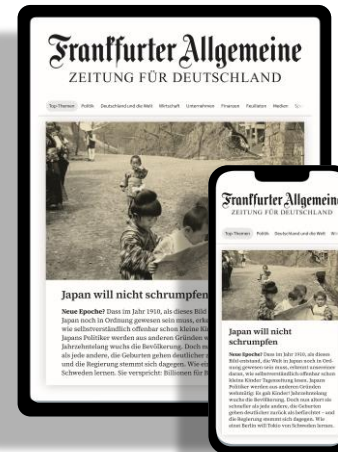 Frankfurter Allgemeine
ZEITUNG FÜR DEUTSCHLAND
Top-Themen Politik Deutschland und die Welt Wirtschaft Unternehmen Finanzen Feuilleton Medien
Japan will nicht schrumpfen
Neue Epoche? Dass im Jahr 1910, als dieses Bild
Japan noch in Ordnung gewesen sein muss,
wie selbstverständlich offenbar schon kleine
Japans Politiker werden aus anderen Gründen
Jahrzehntelang wuchs die Bevölkerung. Doch
als jede andere, die Geburten gehen deutlicher
und die Regierung stemmt sich dagegen. Wie
Schweden lernen. Sie verspricht: Billionen für
Frankfurter Allgemeine
ZEITUNG FÜR DEUTSCHLAND
Top-Themen Politik Deutschland und die Welt
Japan will nicht
schrumpfen
Neue Epoche? Dass im Jahr 1910, als dieses
Bild entstand, die Welt in Japan noch in Ord-
nung gewesen sein muss, erkennt unsereiner
daran, wie selbstverständlich offenbar schon
kleine Kinder Tageszeitung lesen. Japans
Politiker werden aus anderen Gründen
wehmütig: Es gab Kinder! Jahrzehntelang
wuchs die Bevölkerung. Doch nun altert sie
schneller als jede andere, die Geburten
gehen deutlicher zurück als befürchtet – und
die Regierung stemmt sich dagegen. Wie
einst Berlin will Tokio von Schweden lernen.